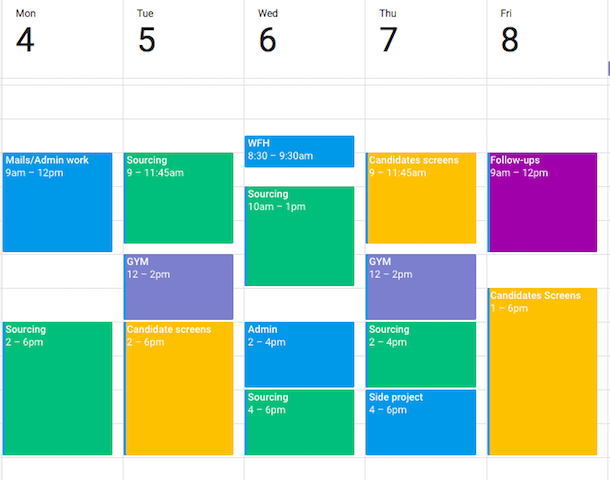 Mon
4
Tue
5
Wed
6
Thu
7
Fri
8
Mails/Admin work
9am – 12pm
Sourcing
2 – 6pm
Sourcing
9 – 11:45am
GYM
12 – 2pm
Candidate screens
2 – 6pm
WFH
8:30 – 9:30am
Sourcing
10am – 1pm
Admin
2 – 4pm
Sourcing
4 – 6pm
Candidates screens
9 – 11:45am
GYM
12 – 2pm
Sourcing
2 – 4pm
Side project
4 – 6pm
Follow-ups
9am – 12pm
Candidates Screens
1 – 6pm